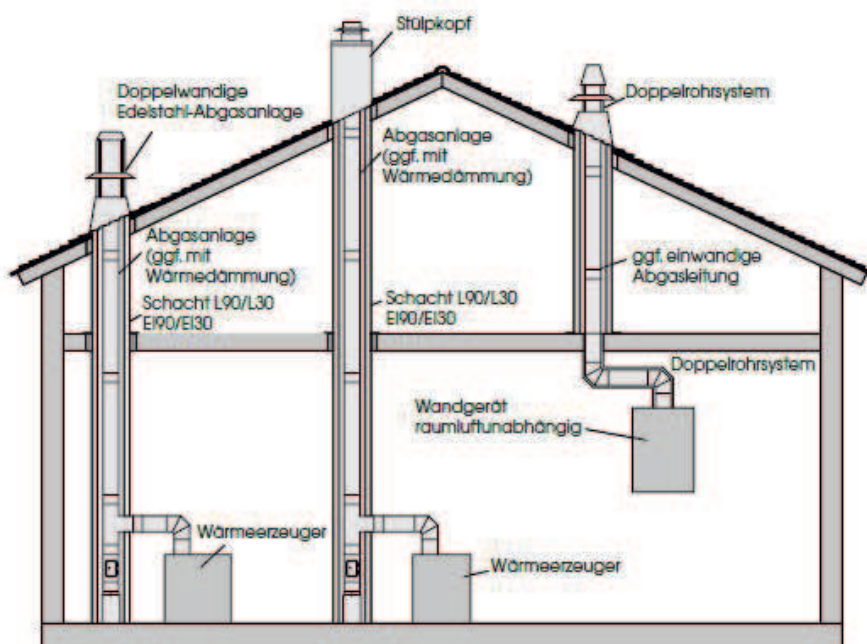 Stülpkopf
Doppelwandige
Edelstahl-Abgasanlage
Doppelrohrsystem
Abgasanlage
(ggf. mit
Wärmedämmung)
Abgasanlage
(ggf. mit
Wärmedämmung)
ggf. einwandige
Abgasleitung
Schacht L90/L30
EI90/EI30
Schacht L90/L30
EI90/EI30
Doppelrohrsystem
Wandgerät
raumluftunabhängig
Wärmeerzeuger
Wärmeerzeuger